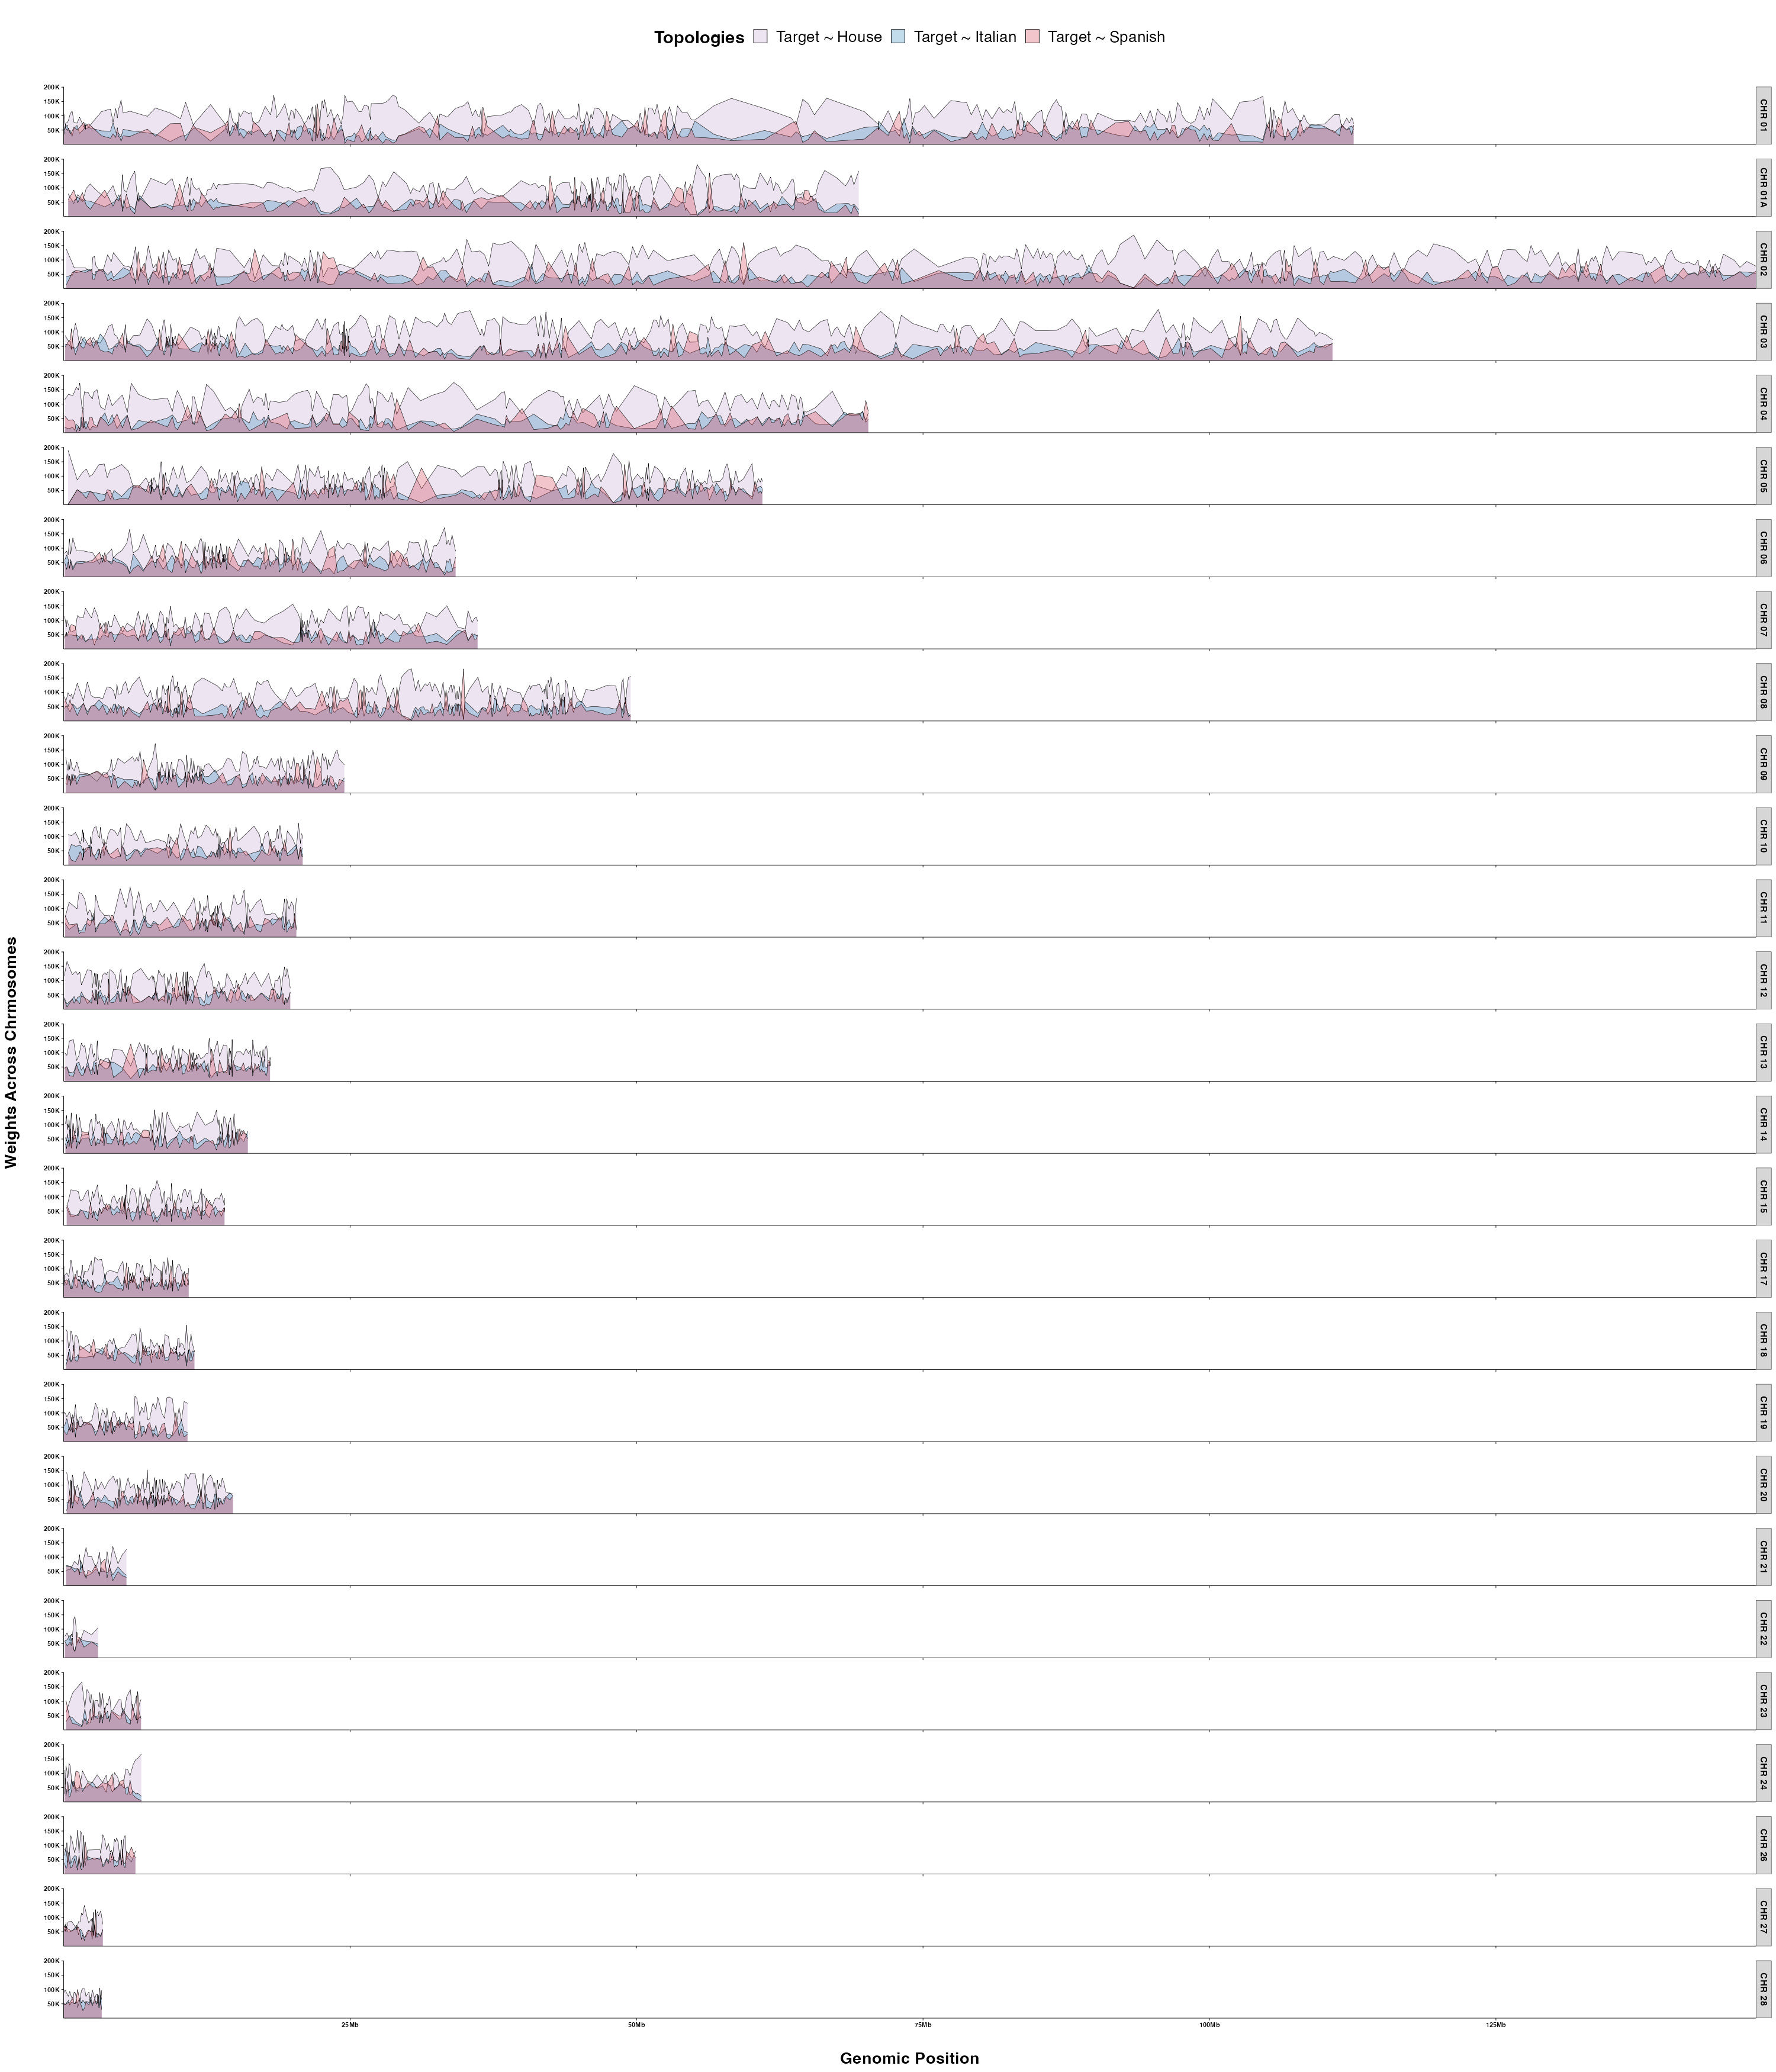 Topologies Target ~ House Target ~ Italian Target ~ Spanish
200K
150K
100K
50K
CHR 01
200K
150K
100K
50K
CHR 01A
200K
150K
100K
50K
CHR 02
200K
150K
100K
50K
CHR 03
200K
150K
100K
50K
CHR 04
200K
150K
100K
50K
CHR 05
200K
150K
100K
50K
CHR 06
200K
150K
100K
50K
CHR 07
200K
150K
100K
50K
CHR 08
200K
150K
100K
50K
CHR 09
200K
150K
100K
50K
CHR 10
200K
150K
100K
50K
CHR 11
200K
150K
100K
50K
CHR 12
200K
150K
100K
50K
CHR 13
200K
150K
100K
50K
CHR 14
200K
150K
100K
50K
CHR 15
200K
150K
100K
50K
CHR 17
200K
150K
100K
50K
CHR 18
200K
150K
100K
50K
CHR 19
200K
150K
100K
50K
CHR 20
200K
150K
100K
50K
CHR 21
200K
150K
100K
50K
CHR 22
200K
150K
100K
50K
CHR 23
200K
150K
100K
50K
CHR 24
200K
150K
100K
50K
CHR 26
200K
150K
100K
50K
CHR 27
200K
150K
100K
50K
CHR 28
Weights Across Chrmosomes
25Mb 50Mb 75Mb 100Mb 125Mb
Genomic Position